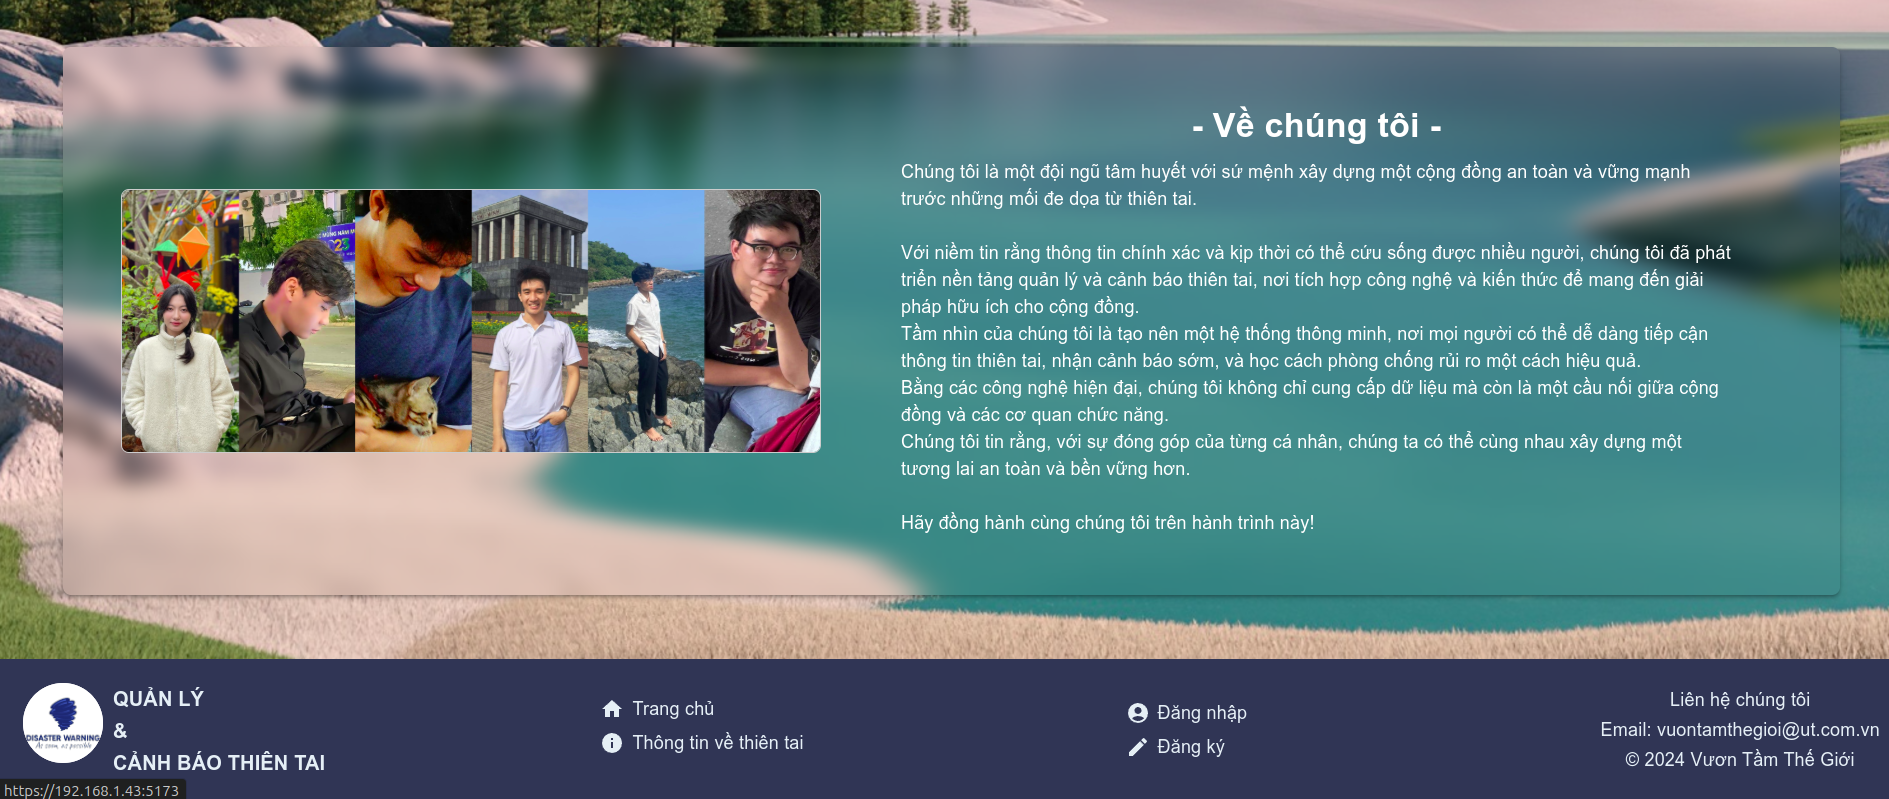 - Về chúng tôi -
Chúng tôi là một đội ngũ tâm huyết với sứ mệnh xây dựng một cộng đồng an toàn và vững mạnh
trước những mối đe dọa từ thiên tai.
Với niềm tin rằng thông tin chính xác và kịp thời có thể cứu sống được nhiều người, chúng tôi đã phát
triển nền tảng quản lý và cảnh báo thiên tai, nơi tích hợp công nghệ và kiến thức để mang đến giải
pháp hữu ích cho cộng đồng.
Tầm nhìn của chúng tôi là tạo nên một hệ thống thông minh, nơi mọi người có thể dễ dàng tiếp cận
thông tin thiên tai, nhận cảnh báo sớm, và học cách phòng chống rủi ro một cách hiệu quả.
Bằng các công nghệ hiện đại, chúng tôi không chỉ cung cấp dữ liệu mà còn là một cầu nối giữa cộng
đồng và các cơ quan chức năng.
Chúng tôi tin rằng, với sự đóng góp của từng cá nhân, chúng ta có thể cùng nhau xây dựng một
tương lai an toàn và bền vững hơn.
Hãy đồng hành cùng chúng tôi trên hành trình này!
DISASTER WARNING
As soon, as possible
QUẢN LÝ
&
CẢNH BÁO THIÊN TAI
Trang chủ
Thông tin về thiên tai
Đăng nhập
Đăng ký
Liên hệ chúng tôi
Email: vuontamthegioi@ut.com.vn
© 2024 Vươn Tầm Thế Giới
https://192.168.1.43:5173